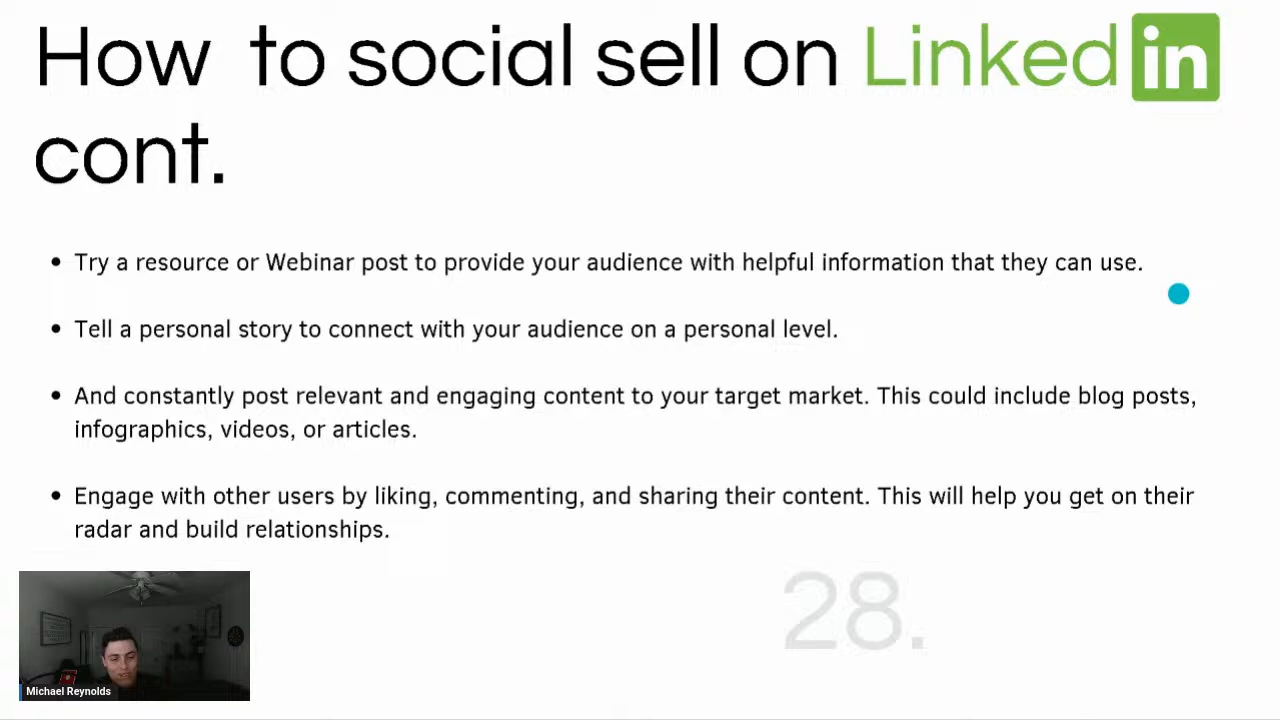 How to social sell on Linked in
cont.
• Try a resource or Webinar post to provide your audience with helpful information that they can use.
• Tell a personal story to connect with your audience on a personal level.
• And constantly post relevant and engaging content to your target market. This could include blog posts,
infographics, videos, or articles.
• Engage with other users by liking, commenting, and sharing their content. This will help you get on their
radar and build relationships.
28.
Michael Reynolds